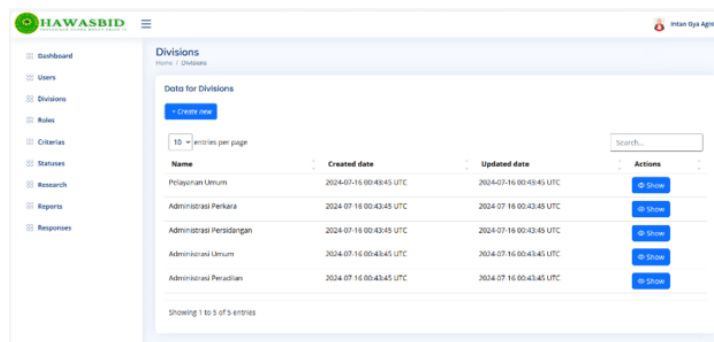 HAWASBID
Intan Gya Agist
Dashboard
Users
Divisions
Roles
Criterias
Statuses
Research
Reports
Responses
Divisions
Home / Divisions
Data for Divisions
+ Create new
10 entries per page
Search...
Name Created date Updated date Actions
Pelayanan Umum 2024-07-16 00:43:45 UTC 2024-07-16 00:43:45 UTC Show
Administrasi Perkara 2024-07-16 00:43:45 UTC 2024-07-16 00:43:45 UTC Show
Administrasi Persidangan 2024-07-16 00:43:45 UTC 2024-07-16 00:43:45 UTC Show
Administrasi Umum 2024-07-16 00:43:45 UTC 2024-07-16 00:43:45 UTC Show
Administrasi Peradilan 2024-07-16 00:43:45 UTC 2024-07-16 00:43:45 UTC Show
Showing 1 to 5 of 5 entries